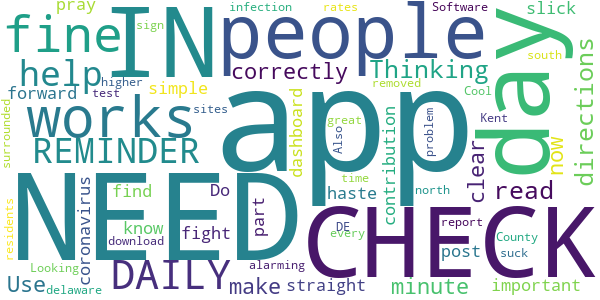 pray
infection
rates
Software
slick
sign
fine
IN
people
day
help
correctly
Thinking
directions
forward
higher
simple
removed
Cool
south
test
works
sites
dashboard
app
great
Also
contribution
problem
Kent
now
surrounded
REMINDER
clear
time
NEED
find
Do
haste
north
read
coronavirus
part
CHECK
residents
know
fight
DE
every
report
post
County
download
suck
Looking
DAILY
alarming
Use
delaware
make
straight
minute
important